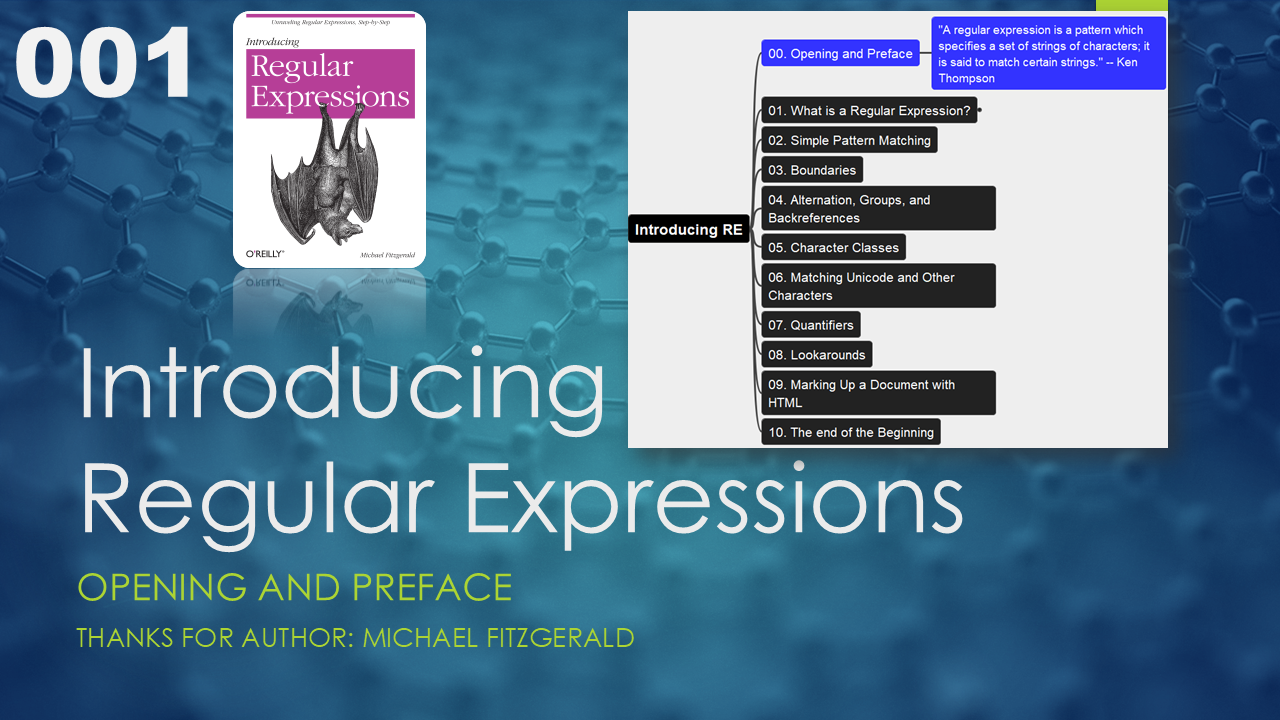 001
Unraveling Regular Expressions, Step-by-Step
Introducing
Regular
Expressions
O'REILLY®
Michael Fitzgerald
Introducing RE
00. Opening and Preface
"A regular expression is a pattern which
specifies a set of strings of characters; it
is said to match certain strings." -- Ken
Thompson
01. What is a Regular Expression?
02. Simple Pattern Matching
03. Boundaries
04. Alternation, Groups, and
Backreferences
05. Character Classes
06. Matching Unicode and Other
Characters
07. Quantifiers
08. Lookarounds
09. Marking Up a Document with
HTML
10. The end of the Beginning
Introducing
Regular Expressions
OPENING AND PREFACE
THANKS FOR AUTHOR: MICHAEL FITZGERALD